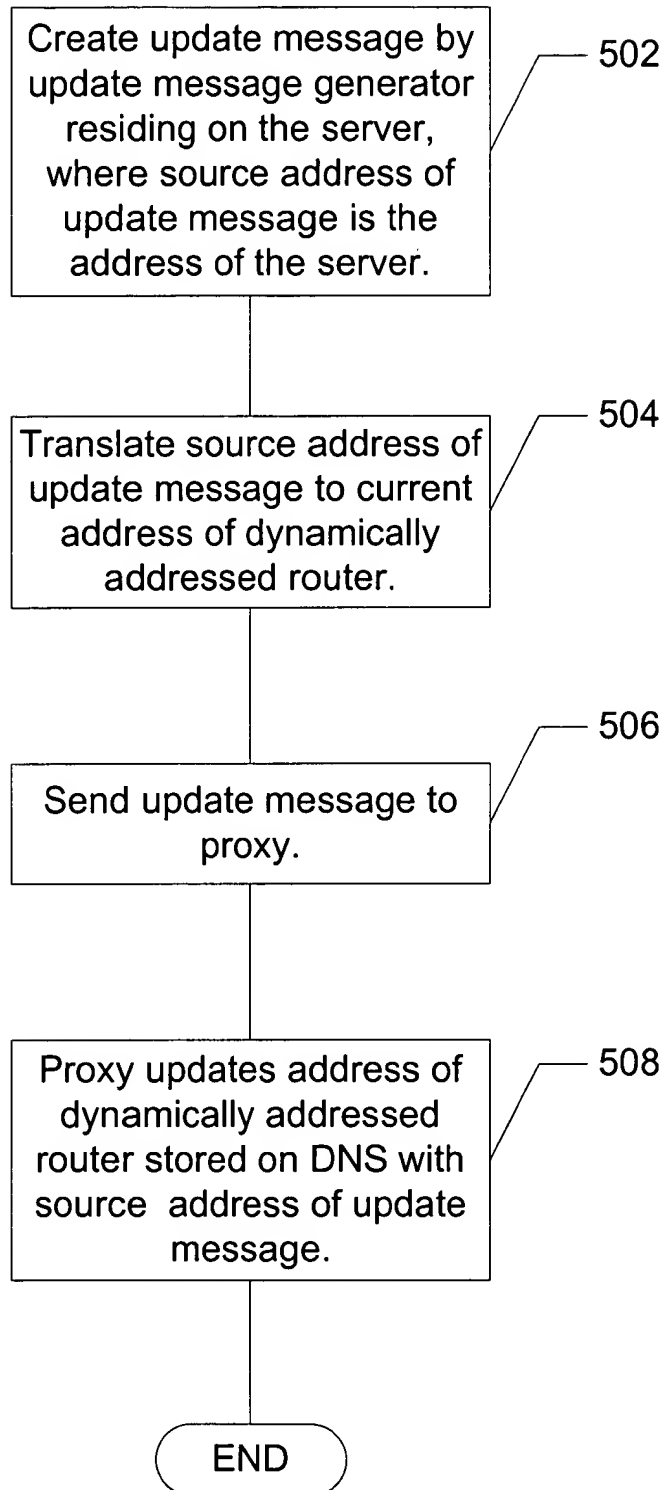 Create update message by
update message generator
residing on the server,
where source address of
update message is the
address of the server.
502
Translate source address of
update message to current
address of dynamically
addressed router.
504
Send update message to
proxy.
506
Proxy updates address of
dynamically addressed
router stored on DNS with
source address of update
message.
508
END